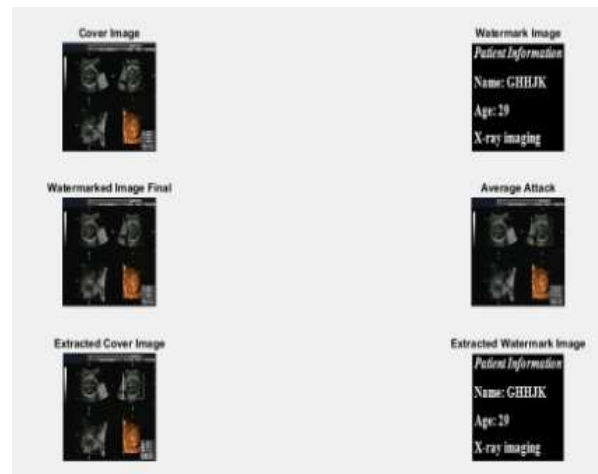 Cover Image
Watermark Image
Patient Information
Name: GHHJK
Age: 29
X-ray imaging
Watermarked Image Final
Average Attack
Extracted Cover Image
Extracted Watermark Image
Patient Information
Name: GHHJK
Age: 29
X-ray imaging